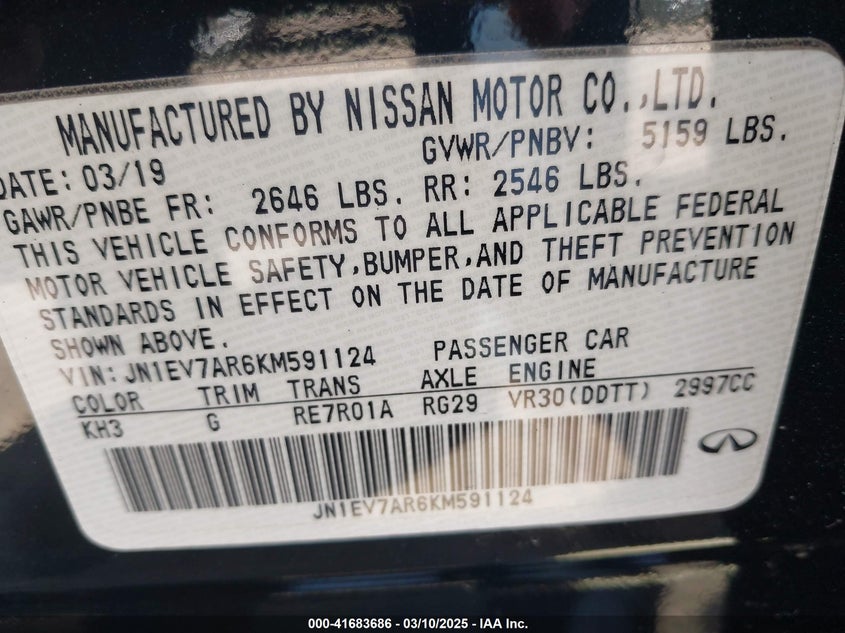 MANUFACTURED BY NISSAN MOTOR CO.,LTD.
DATE: 03/19 GVWR/PNBV: 5159 LBS.
GAWR/PNBE FR: 2646 LBS. RR: 2546 LBS.
THIS VEHICLE CONFORMS TO ALL APPLICABLE FEDERAL
MOTOR VEHICLE SAFETY,BUMPER,AND THEFT PREVENTION
STANDARDS IN EFFECT ON THE DATE OF MANUFACTURE
SHOWN ABOVE.
VIN:JN1EV7AR6KM591124 PASSENGER CAR
COLOR TRIM TRANS AXLE ENGINE
KH3 G RE7R01A RG29 VR30(DDTT) 2997CC
JN1EV7AR6KM591124
000-41683686 - 03/10/2025 - IAA Inc.